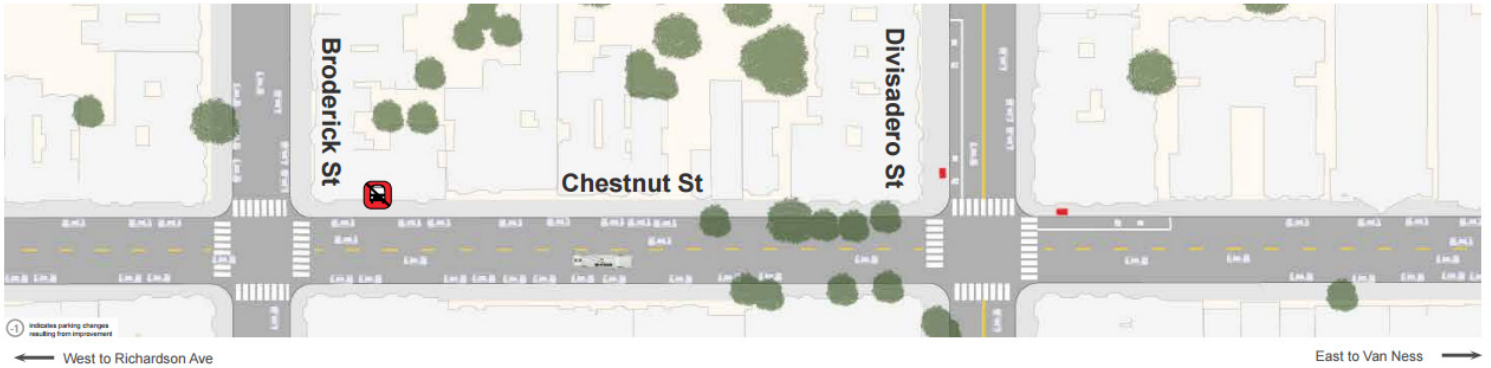 Broderick St
Divisadero St
Chestnut St
-1
indicates parking changes
resulting from improvement
West to Richardson Ave
East to Van Ness